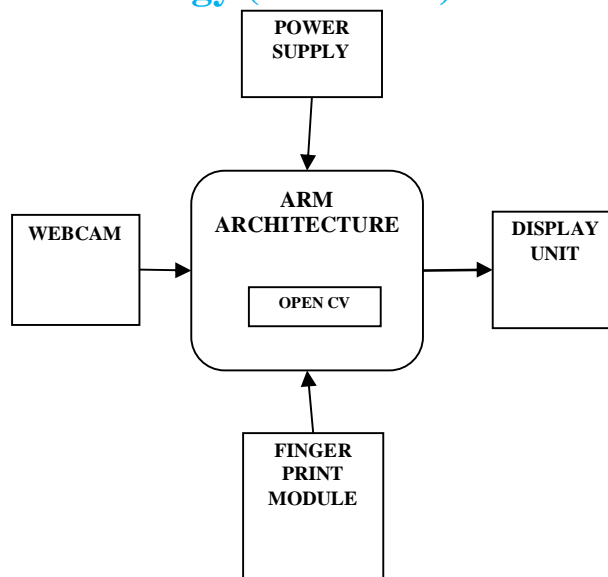 POWER
SUPPLY
ARM
ARCHITECTURE
WEBCAM
DISPLAY
UNIT
OPEN CV
FINGER
PRINT
MODULE